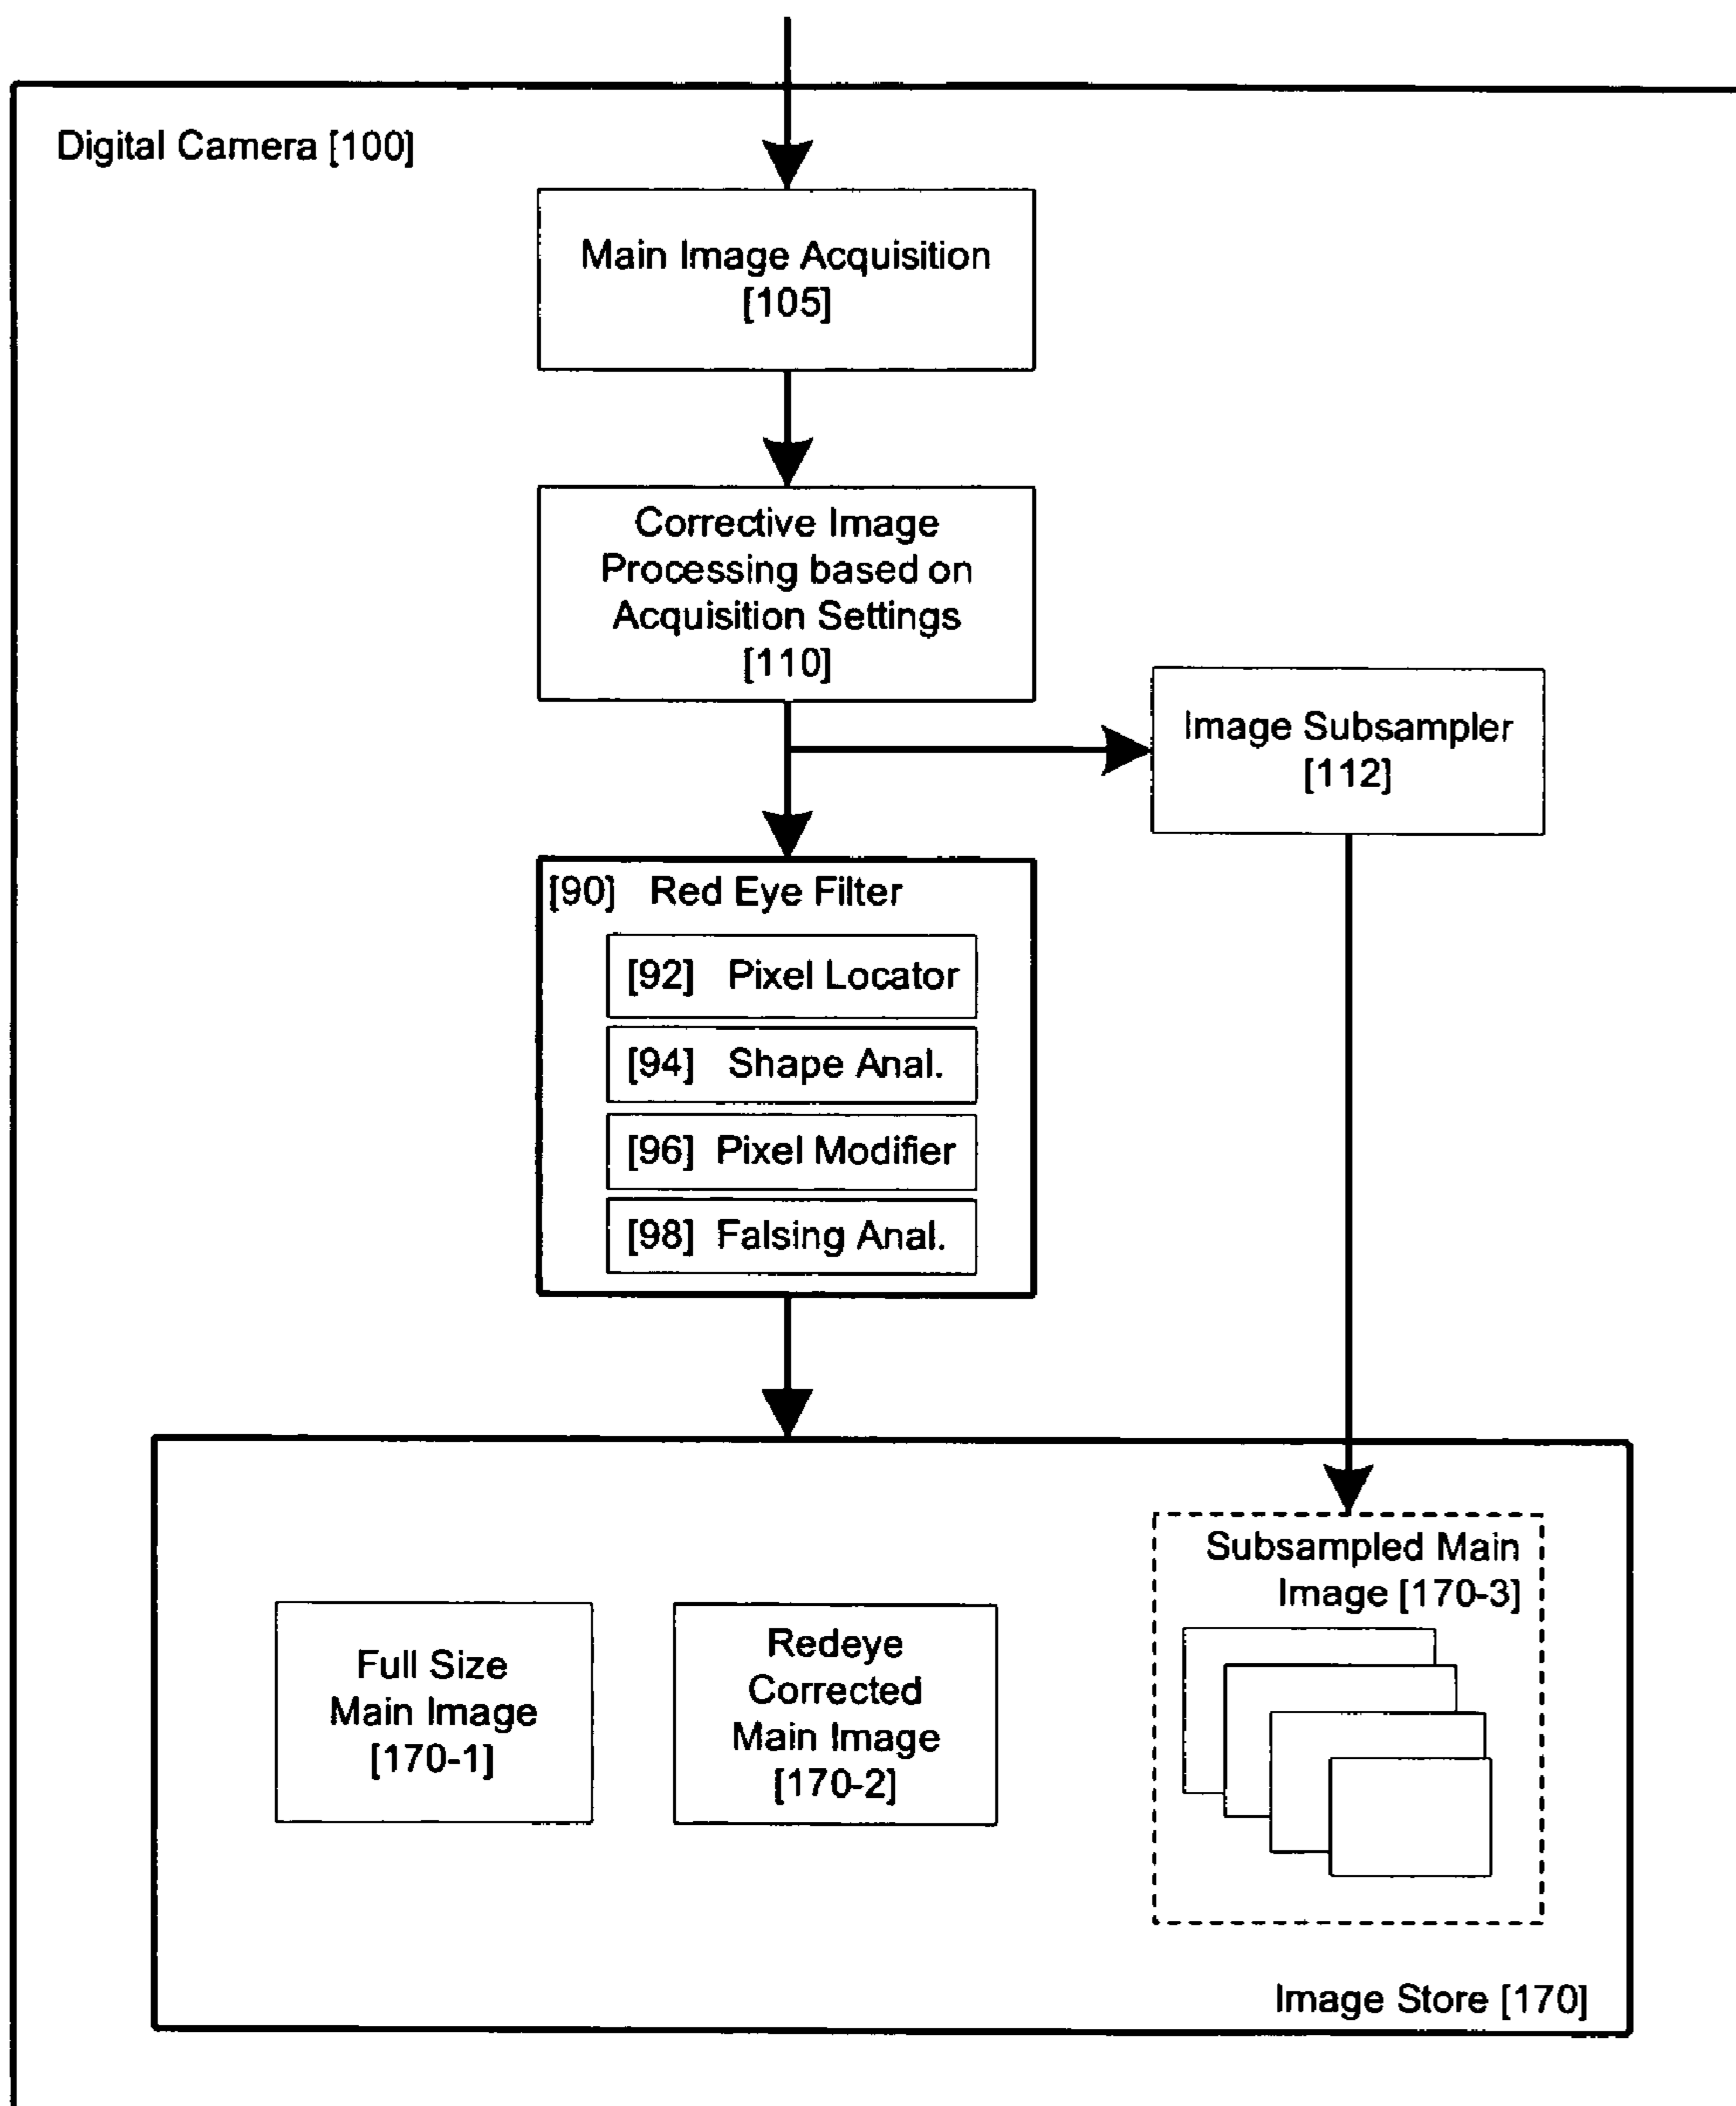 Digital Camera [100]
Main Image Acquisition
[105]
Corrective Image
Processing based on
Acquisition Settings
[110]
Image Subsampler
[112]
[90] Red Eye Filter
[92] Pixel Locator
[94] Shape Anal.
[96] Pixel Modifier
[98] Falsing Anal.
Full Size
Main Image
[170-1]
Redeye
Corrected
Main Image
[170-2]
Subsampled Main
Image [170-3]
Image Store [170]